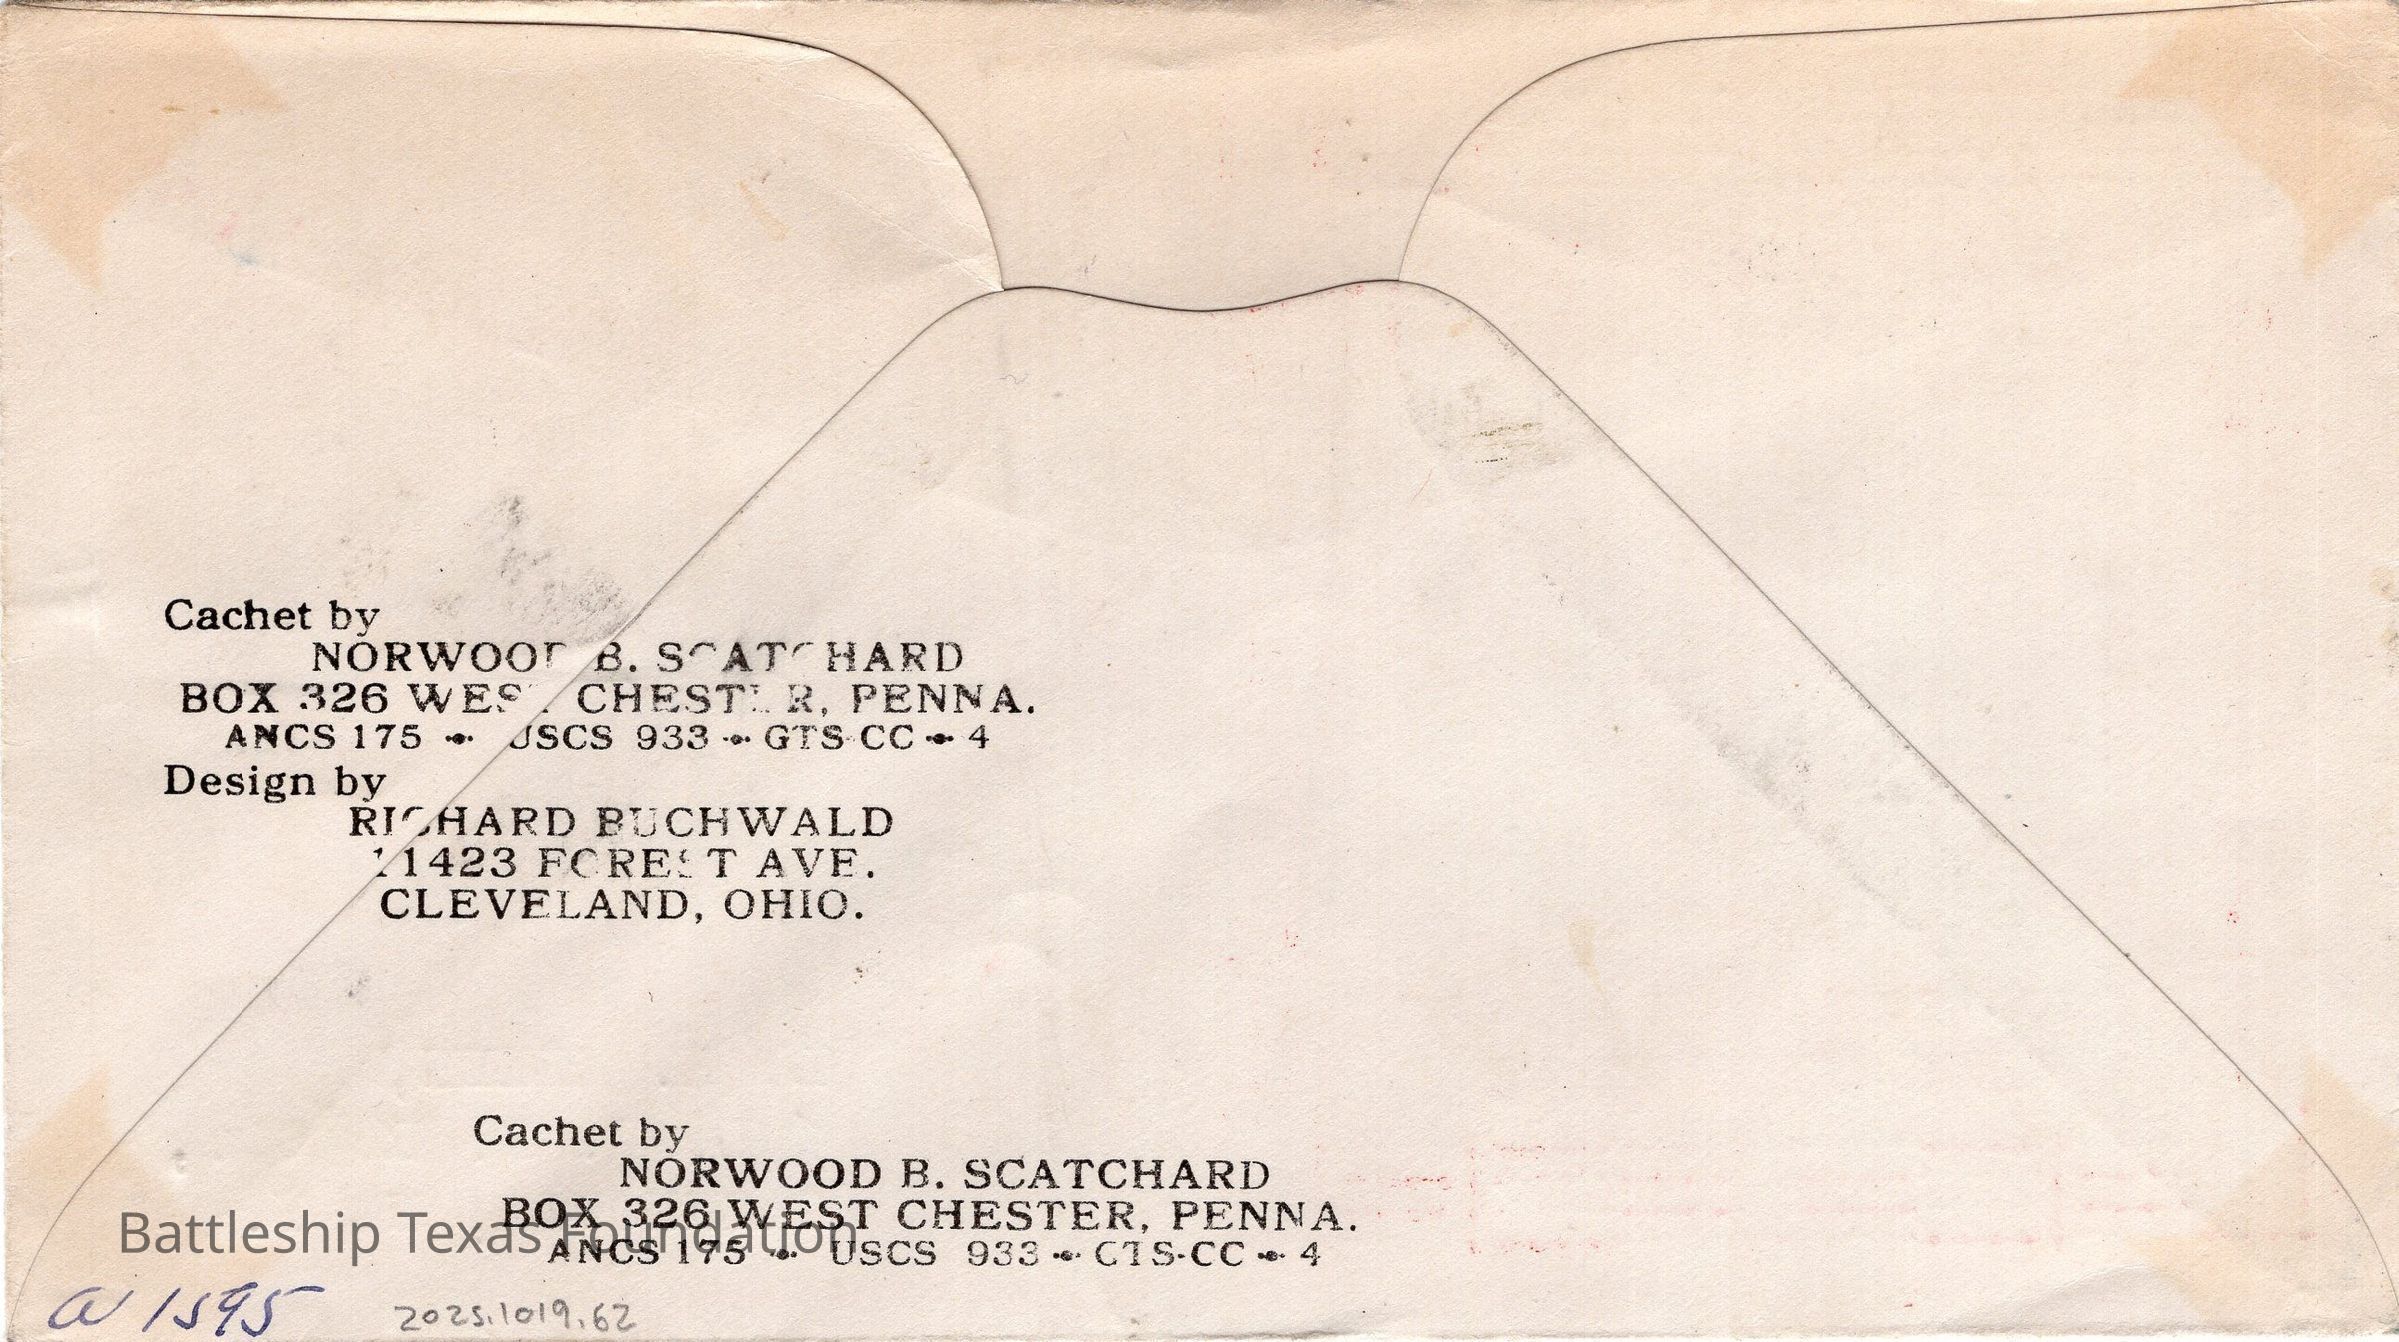 Cachet by
NORWOOD B. SCATCHARD
BOX 326 WEST CHESTER, PENNA.
ANCS 175 USCS 933 GTS-CC 4
Design by
RICHARD BUCHWALD
11423 FOREST AVE.
CLEVELAND, OHIO.
Cachet by
NORWOOD B. SCATCHARD
BOX 326 WEST CHESTER, PENNA.
ANCS 175 USCS 933 GTS-CC 4
Battleship Texas Foundation
1595
2025.1019.62